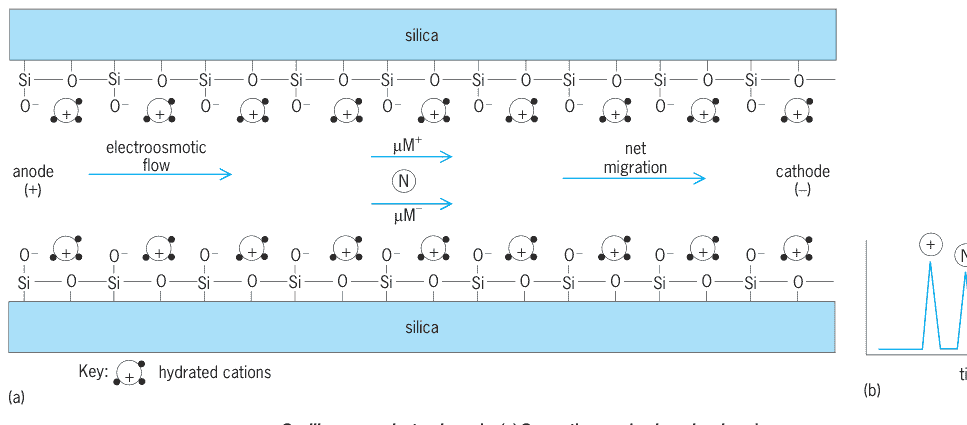 silica
Si O Si O Si O Si O Si O Si O Si O Si O Si O
O⁻ + O⁻ + O⁻ + O⁻ + O⁻ + O⁻ + O⁻ + O⁻ + O⁻ +
electroosmotic
flow
anode
(+)
μM⁺
N
μM⁻
net
migration
cathode
(–)
O⁻ + O⁻ + O⁻ + O⁻ + O⁻ + O⁻ + O⁻ + O⁻ + O⁻ +
Si O Si O Si O Si O Si O Si O Si O Si O Si O
silica
Key: + hydrated cations
(a)
+
N
(b)